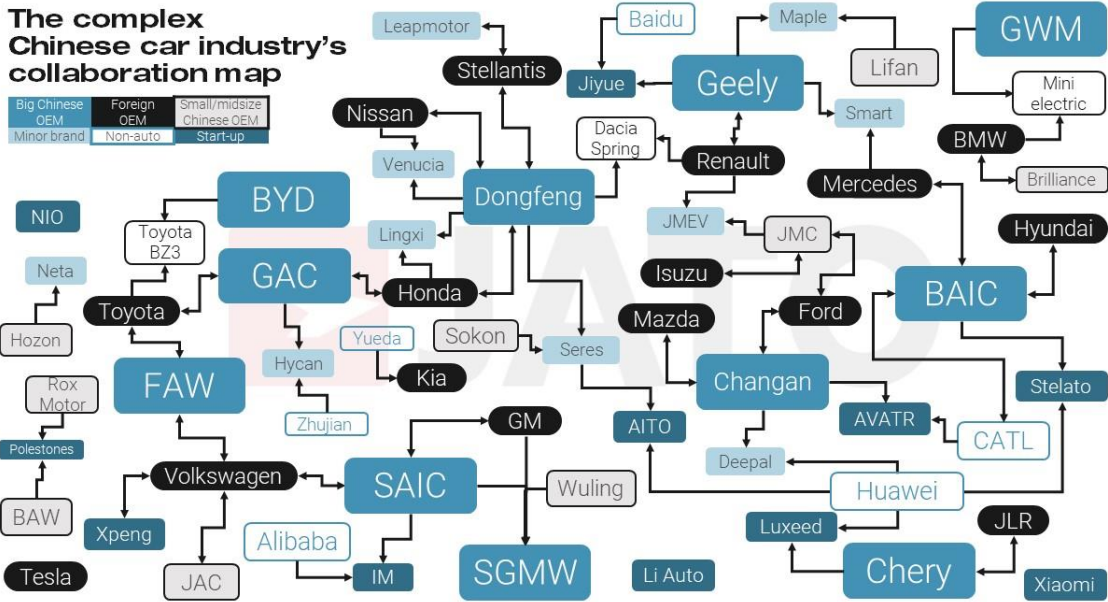 The complex
Chinese car industry's
collaboration map
Big Chinese
OEM
Foreign
OEM
Small/midsize
Chinese OEM
Minor brand
Non-auto
Start-up
Leapmotor
Stellantis
Baidu
Jiyue
Maple
Geely
Lifan
GWM
Nissan
Venucia
Dacia
Spring
Renault
Smart
Mini
electric
BMW
Brilliance
Mercedes
BYD
Dongfeng
NIO
Toyota
BZ3
Lingxi
JMEV
JMC
Hyundai
Neta
GAC
Honda
Isuzu
BAIC
Toyota
Hozon
Mazda
Ford
Yueda
Sokon
Seres
Hycan
Kia
FAW
Changan
Stelato
Rox
Motor
Zhujian
GM
AITO
AVATR
CATL
Polestones
Deepal
Volkswagen
SAIC
Wuling
Huawei
BAW
Xpeng
Alibaba
Luxeed
JLR
Tesla
JAC
IM
SGMW
Li Auto
Chery
Xiaomi
JATO